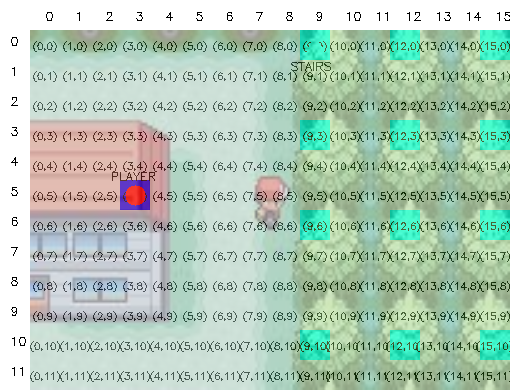 0 1 2 3 4 5 6 7 8 9 10 11 12 13 14 15
0 (0,0) (1,0) (2,0) (3,0) (4,0) (5,0) (6,0) (7,0) (8,0) (10,0) (11,0) (12,0) (13,0) (14,0) (15,0)
STAIRS
1 (0,1) (1,1) (2,1) (3,1) (4,1) (5,1) (6,1) (7,1) (8,1) (9,1) (10,1) (11,1) (12,1) (13,1) (14,1) (15,1)
2 (0,2) (1,2) (2,2) (3,2) (4,2) (5,2) (6,2) (7,2) (8,2) (9,2) (10,2) (11,2) (12,2) (13,2) (14,2) (15,2)
3 (0,3) (1,3) (2,3) (3,3) (4,3) (5,3) (6,3) (7,3) (8,3) (9,3) (10,3) (11,3) (12,3) (13,3) (14,3) (15,3)
4 (0,4) (1,4) (2,4) (3,4) (4,4) (5,4) (6,4) (7,4) (8,4) (9,4) (10,4) (11,4) (12,4) (13,4) (14,4) (15,4)
PLAYER
5 (0,5) (1,5) (2,5) (4,5) (5,5) (6,5) (7,5) (8,5) (9,5) (10,5) (11,5) (12,5) (13,5) (14,5) (15,5)
6 (0,6) (1,6) (2,6) (3,6) (4,6) (5,6) (6,6) (7,6) (8,6) (9,6) (10,6) (11,6) (12,6) (13,6) (14,6) (15,6)
7 (0,7) (1,7) (2,7) (3,7) (4,7) (5,7) (6,7) (7,7) (8,7) (9,7) (10,7) (11,7) (12,7) (13,7) (14,7) (15,7)
8 (0,8) (1,8) (2,8) (3,8) (4,8) (5,8) (6,8) (7,8) (8,8) (9,8) (10,8) (11,8) (12,8) (13,8) (14,8) (15,8)
9 (0,9) (1,9) (2,9) (3,9) (4,9) (5,9) (6,9) (7,9) (8,9) (9,9) (10,9) (11,9) (12,9) (13,9) (14,9) (15,9)
10 (0,10) (1,10) (2,10) (3,10) (4,10) (5,10) (6,10) (7,10) (8,10) (9,10) (10,10) (11,10) (12,10) (13,10) (14,10) (15,10)
11 (0,11) (1,11) (2,11) (3,11) (4,11) (5,11) (6,11) (7,11) (8,11) (9,11) (10,11) (11,11) (12,11) (13,11) (14,11) (15,11)